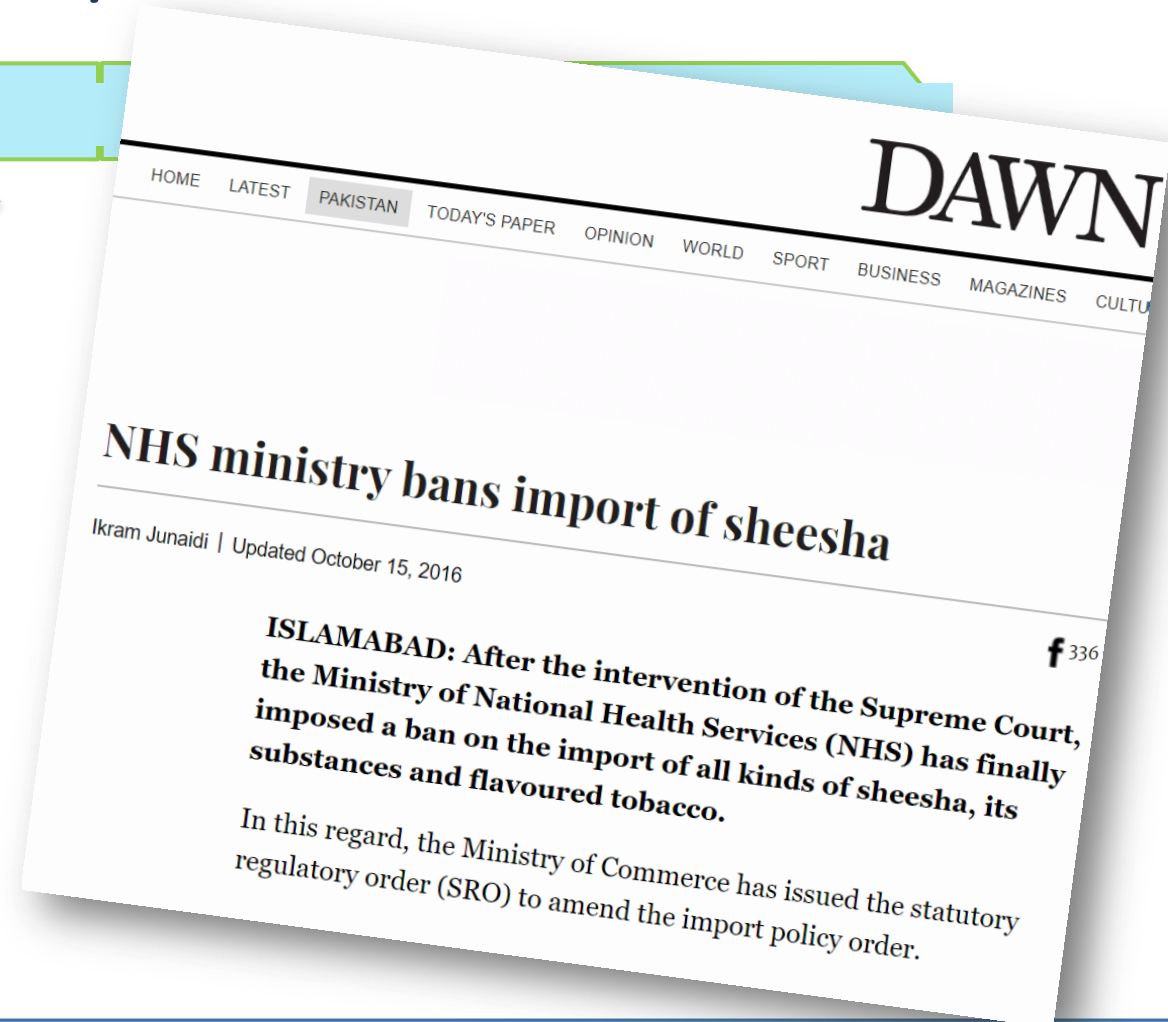 DAWN
HOME LATEST PAKISTAN TODAY'S PAPER OPINION WORLD SPORT BUSINESS MAGAZINES CULTU
NHS ministry bans import of sheesha
Ikram Junaidi | Updated October 15, 2016
336
ISLAMABAD: After the intervention of the Supreme Court,
the Ministry of National Health Services (NHS) has finally
imposed a ban on the import of all kinds of sheesha, its
substances and flavoured tobacco.
In this regard, the Ministry of Commerce has issued the statutory
regulatory order (SRO) to amend the import policy order.